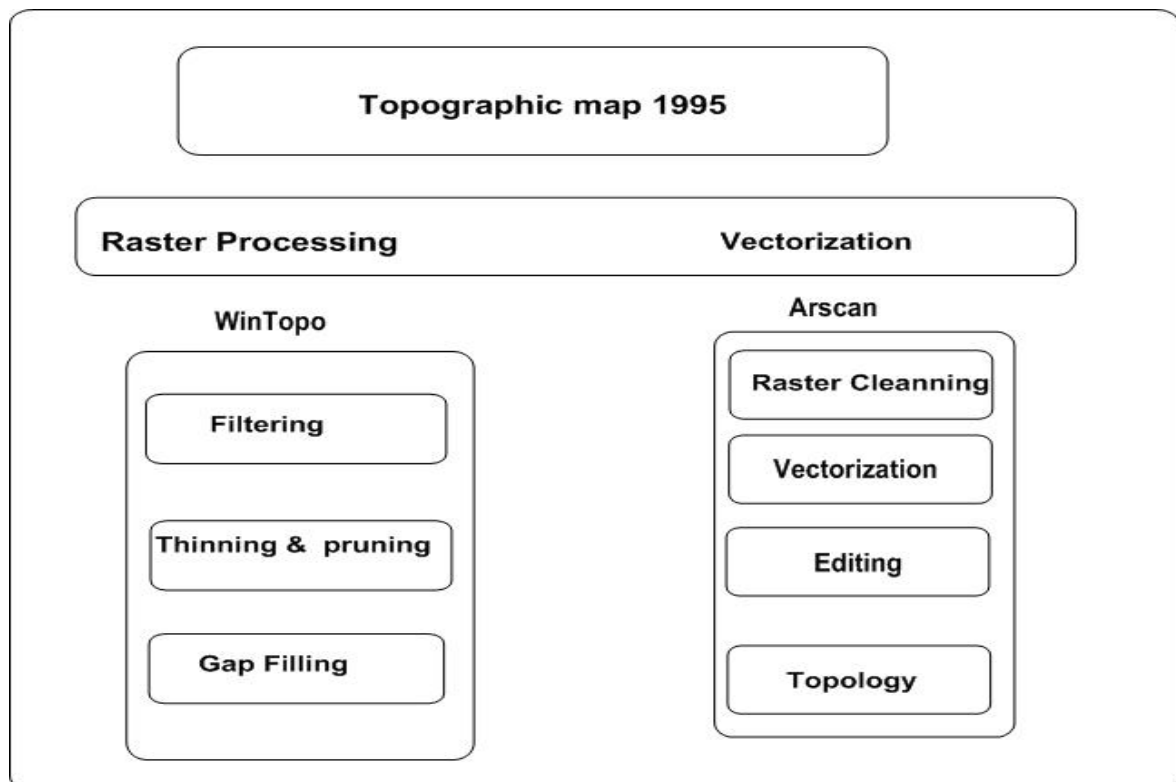 Topographic map 1995
Raster Processing
Vectorization
WinTopo
Filtering
Thinning & pruning
Gap Filling
Arscan
Raster Cleanning
Vectorization
Editing
Topology